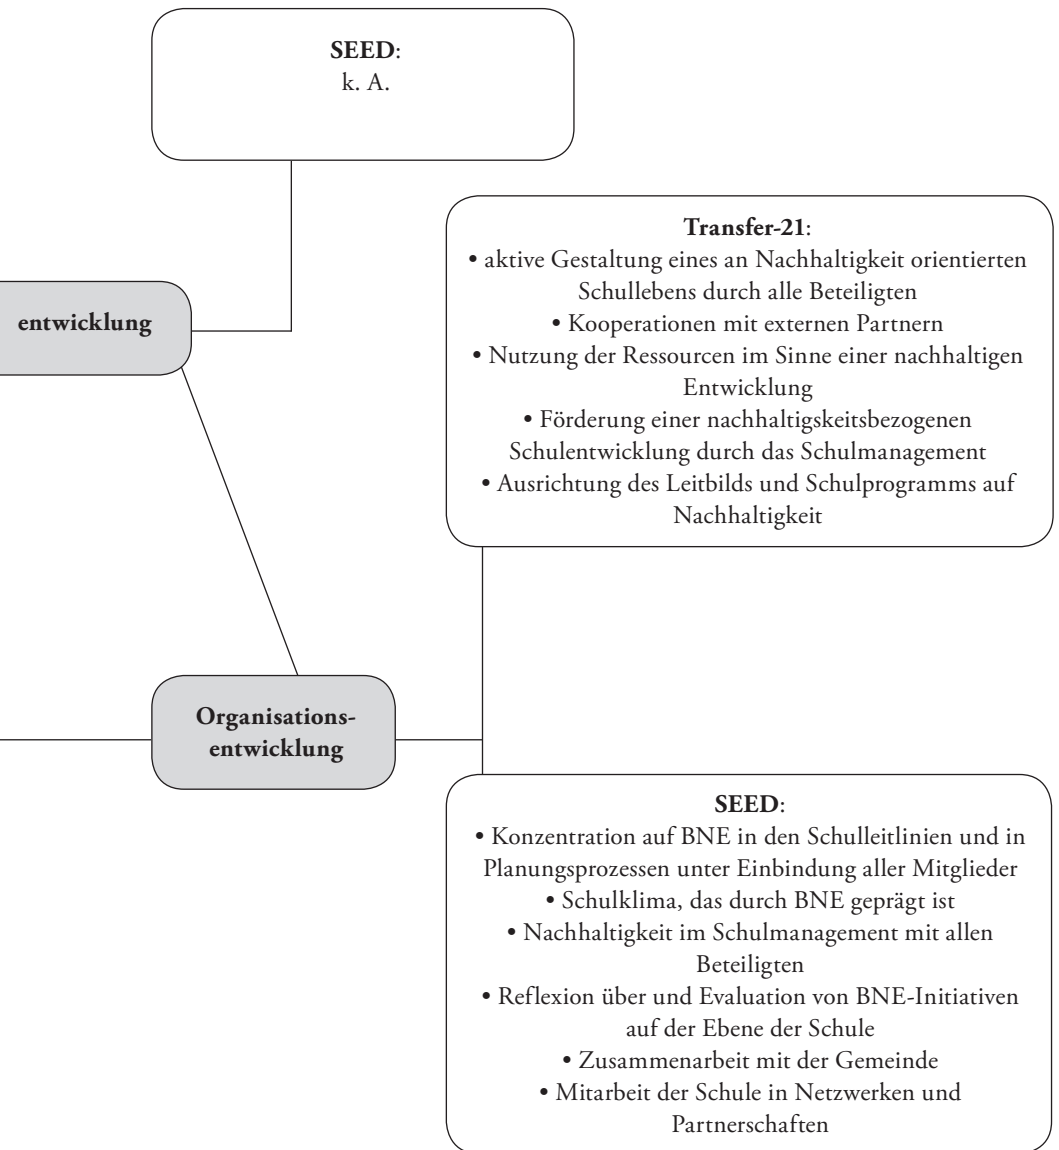 SEED:
k. A.
Transfer-21:
• aktive Gestaltung eines an Nachhaltigkeit orientierten
Schullebens durch alle Beteiligten
• Kooperationen mit externen Partnern
• Nutzung der Ressourcen im Sinne einer nachhaltigen
Entwicklung
• Förderung einer nachhaltigskeitsbezogenen
Schulentwicklung durch das Schulmanagement
• Ausrichtung des Leitbilds und Schulprogramms auf
Nachhaltigkeit
entwicklung
Organisations-
entwicklung
SEED:
• Konzentration auf BNE in den Schulleitlinien und in
Planungsprozessen unter Einbindung aller Mitglieder
• Schulklima, das durch BNE geprägt ist
• Nachhaltigkeit im Schulmanagement mit allen
Beteiligten
• Reflexion über und Evaluation von BNE-Initiativen
auf der Ebene der Schule
• Zusammenarbeit mit der Gemeinde
• Mitarbeit der Schule in Netzwerken und
Partnerschaften